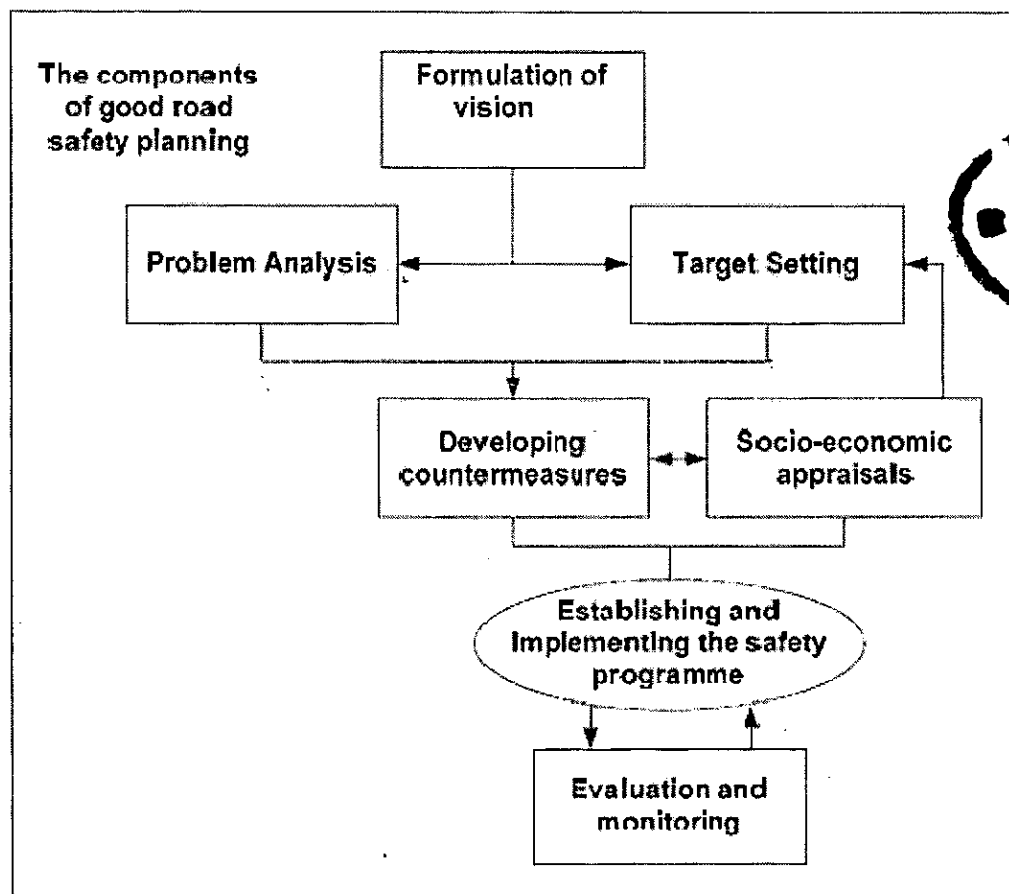 The components
of good road
safety planning
Formulation of
vision
Problem Analysis
Target Setting
Developing
countermeasures
Socio-economic
appraisals
Establishing and
Implementing the safety
programme
Evaluation and
monitoring